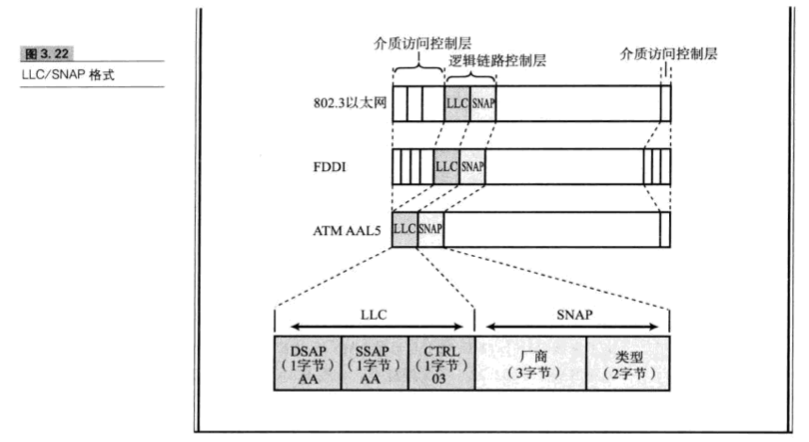 图3.22
LLC/SNAP 格式
介质访问控制层
逻辑链路控制层
介质访问控制层
802.3以太网
LLC SNAP
FDDI
LLC SNAP
ATM AAL5
LLC SNAP
LLC
SNAP
DSAP
（1字节）
AA
SSAP
（1字节）
AA
CTRL
（1字节）
03
厂商
（3字节）
类型
（2字节）